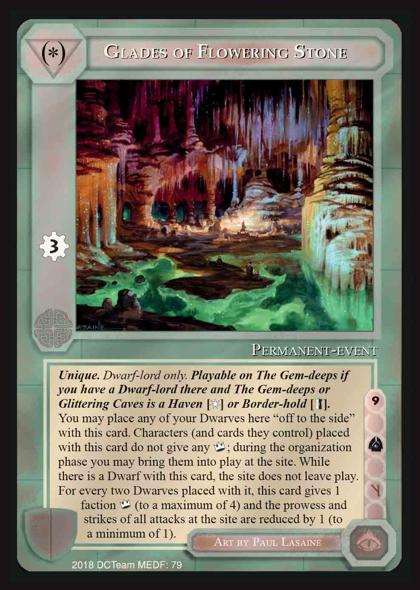 (*)
Glades of Flowering Stone
3
Permanent-event
Unique. Dwarf-lord only. Playable on The Gem-deeps if
you have a Dwarf-lord there and The Gem-deeps or
Glittering Caves is a Haven [ ] or Border-hold [ ].
You may place any of your Dwarves here “off to the side”
with this card. Characters (and cards they control) placed
with this card do not give any ; during the organization
phase you may bring them into play at the site. While
there is a Dwarf with this card, the site does not leave play.
For every two Dwarves placed with it, this card gives 1
faction (to a maximum of 4) and the prowess and
strikes of all attacks at the site are reduced by 1 (to
a minimum of 1).
9
Art by Paul Lasaine
2018 DCTeam MEDF: 79